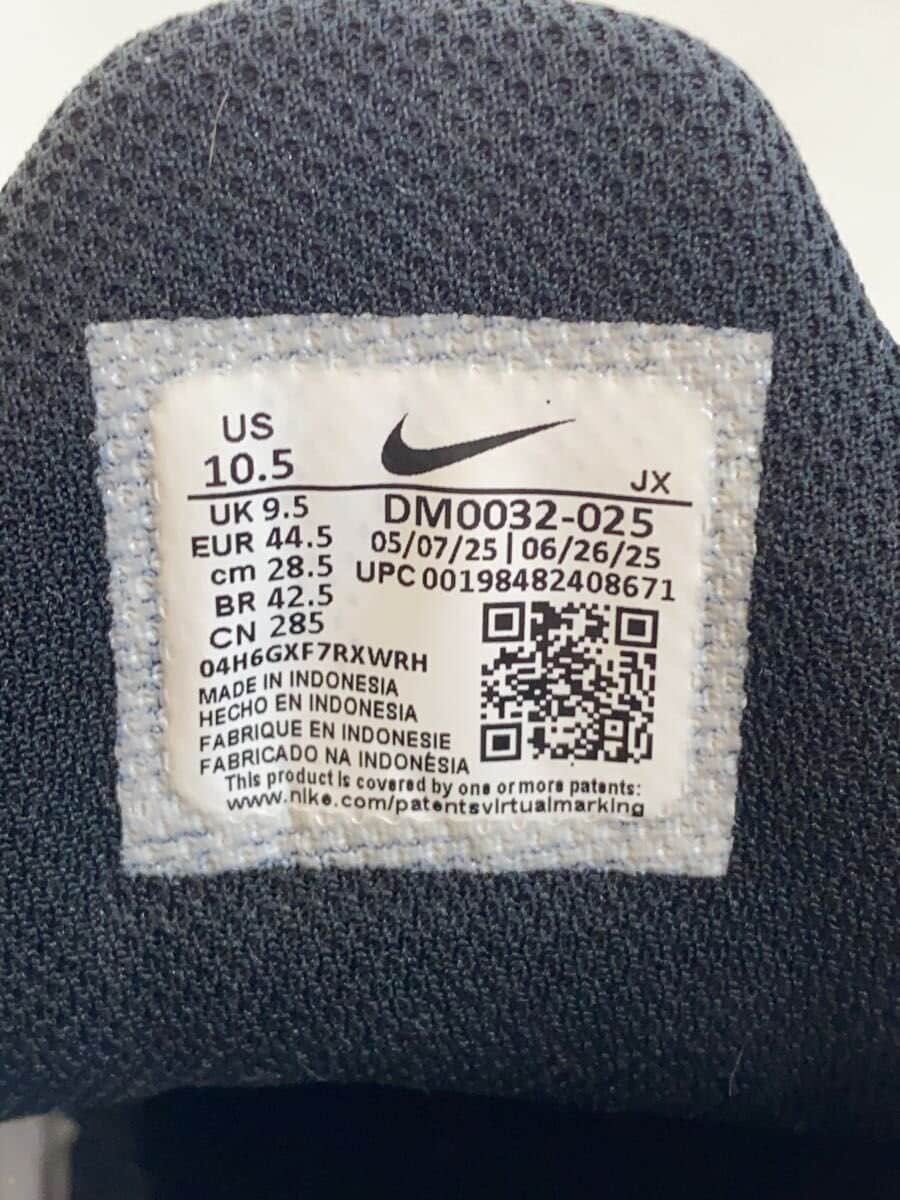 US
10.5
JX
UK 9.5
EUR 44.5
cm 28.5
BR 42.5
CN 285
DM0032-025
05/07/25 | 06/26/25
UPC 00198482408671
04H6GXF7RXWRH
MADE IN INDONESIA
HECHO EN INDONESIA
FABRIQUE EN INDONESIE
FABRICADO NA INDONÉSIA
This product is covered by one or more patents:
www.nike.com/patentsvirtualmarking